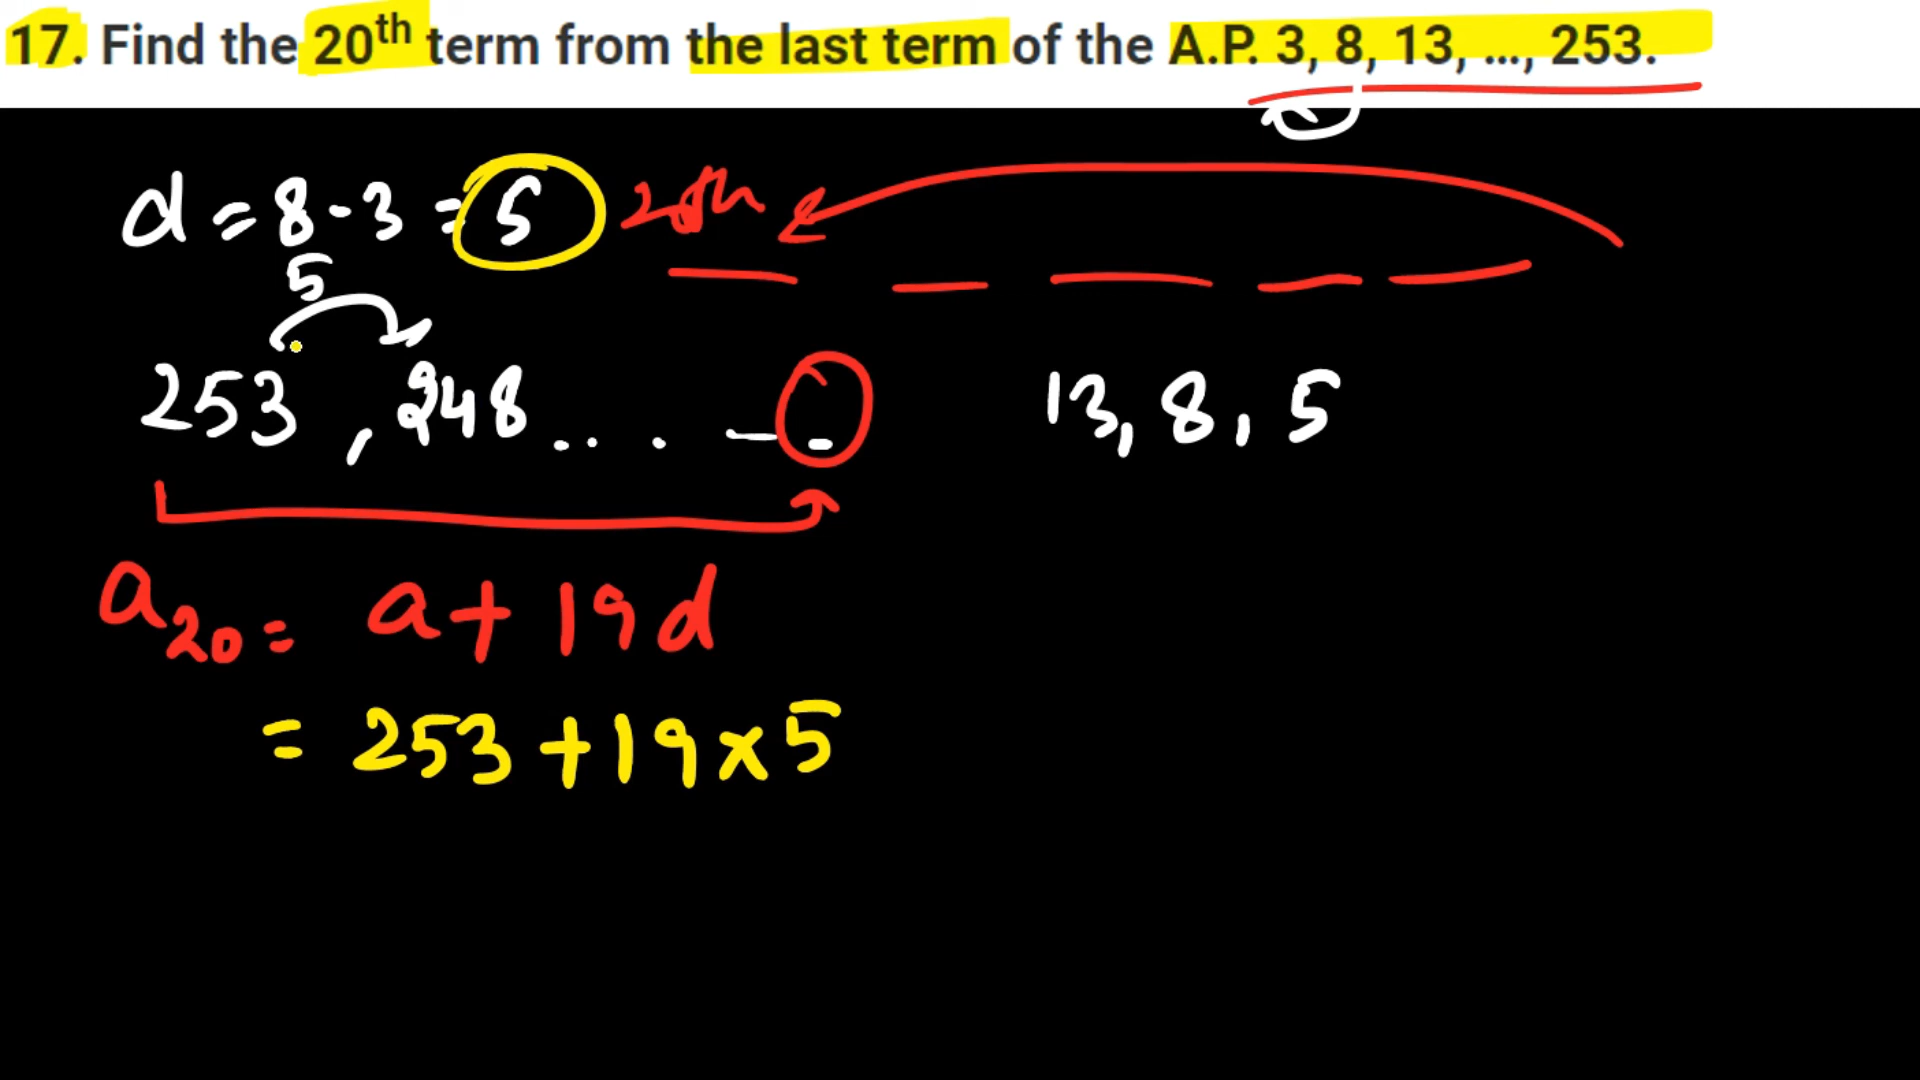 17. Find the 20th term from the last term of the A.P. 3, 8, 13, ..., 253.
d = 8 - 3 = 5 20th
5
253, 248 .. . - - 13, 8, 5
a20 = a + 19d
= 253 + 19 x 5